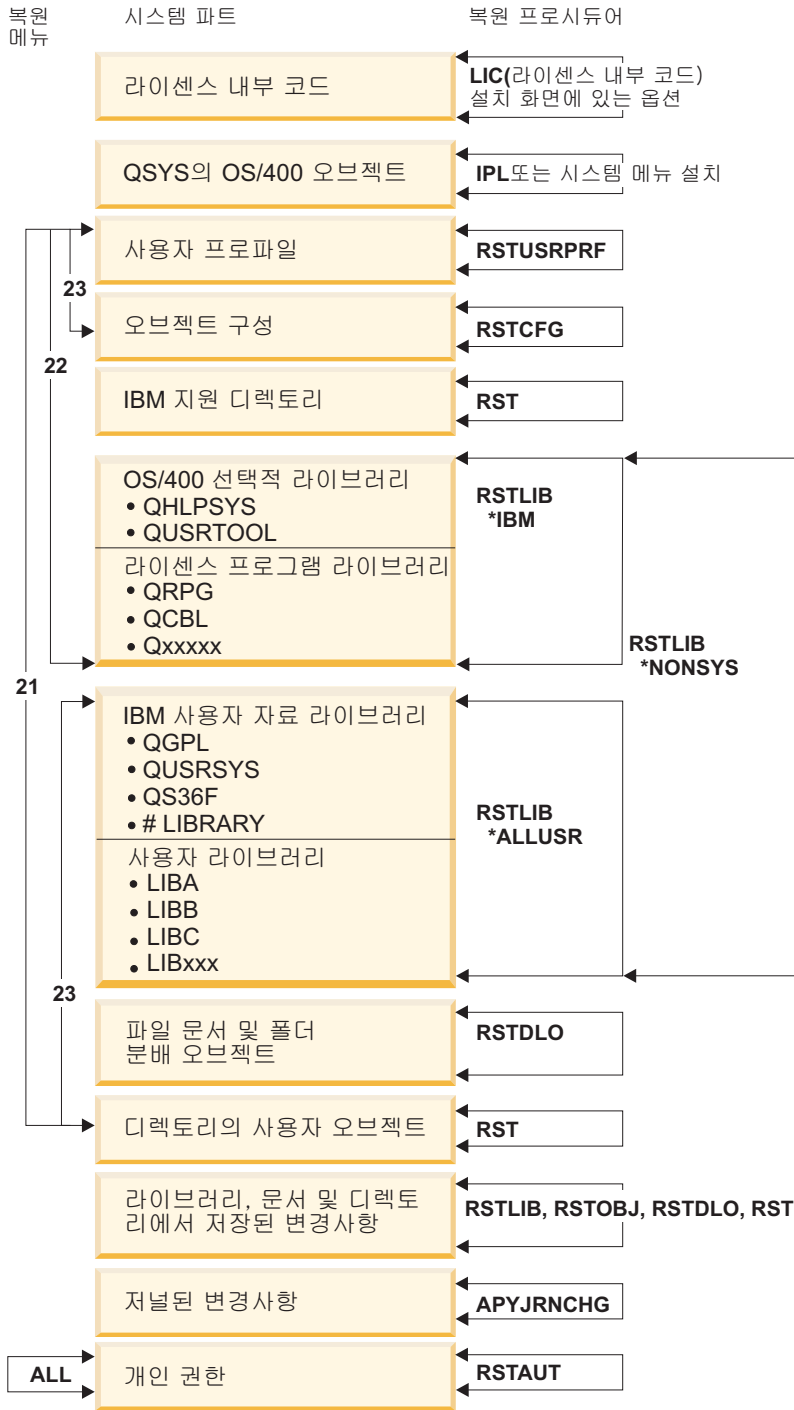 복원
메뉴
시스템 파트
복원 프로시듀어
라이센스 내부 코드
LIC(라이센스 내부 코드)
설치 화면에 있는 옵션
QSYS의 OS/400 오브젝트
IPL또는 시스템 메뉴 설치
사용자 프로파일
RSTUSRPRF
23
오브젝트 구성
RSTCFG
22
IBM 지원 디렉토리
RST
OS/400 선택적 라이브러리
• QHLPSYS
• QUSRTOOL
RSTLIB
*IBM
라이센스 프로그램 라이브러리
• QRPG
• QCBL
• Qxxxxx
RSTLIB
*NONSYS
21
IBM 사용자 자료 라이브러리
• QGPL
• QUSRSYS
• QS36F
• # LIBRARY
RSTLIB
*ALLUSR
사용자 라이브러리
• LIBA
• LIBB
• LIBC
• LIBxxx
23
파일 문서 및 폴더
분배 오브젝트
RSTDLO
디렉토리의 사용자 오브젝트
RST
라이브러리, 문서 및 디렉토
리에서 저장된 변경사항
RSTLIB, RSTOBJ, RSTDLO, RST
저널된 변경사항
APYJRNCHG
ALL
개인 권한
RSTAUT